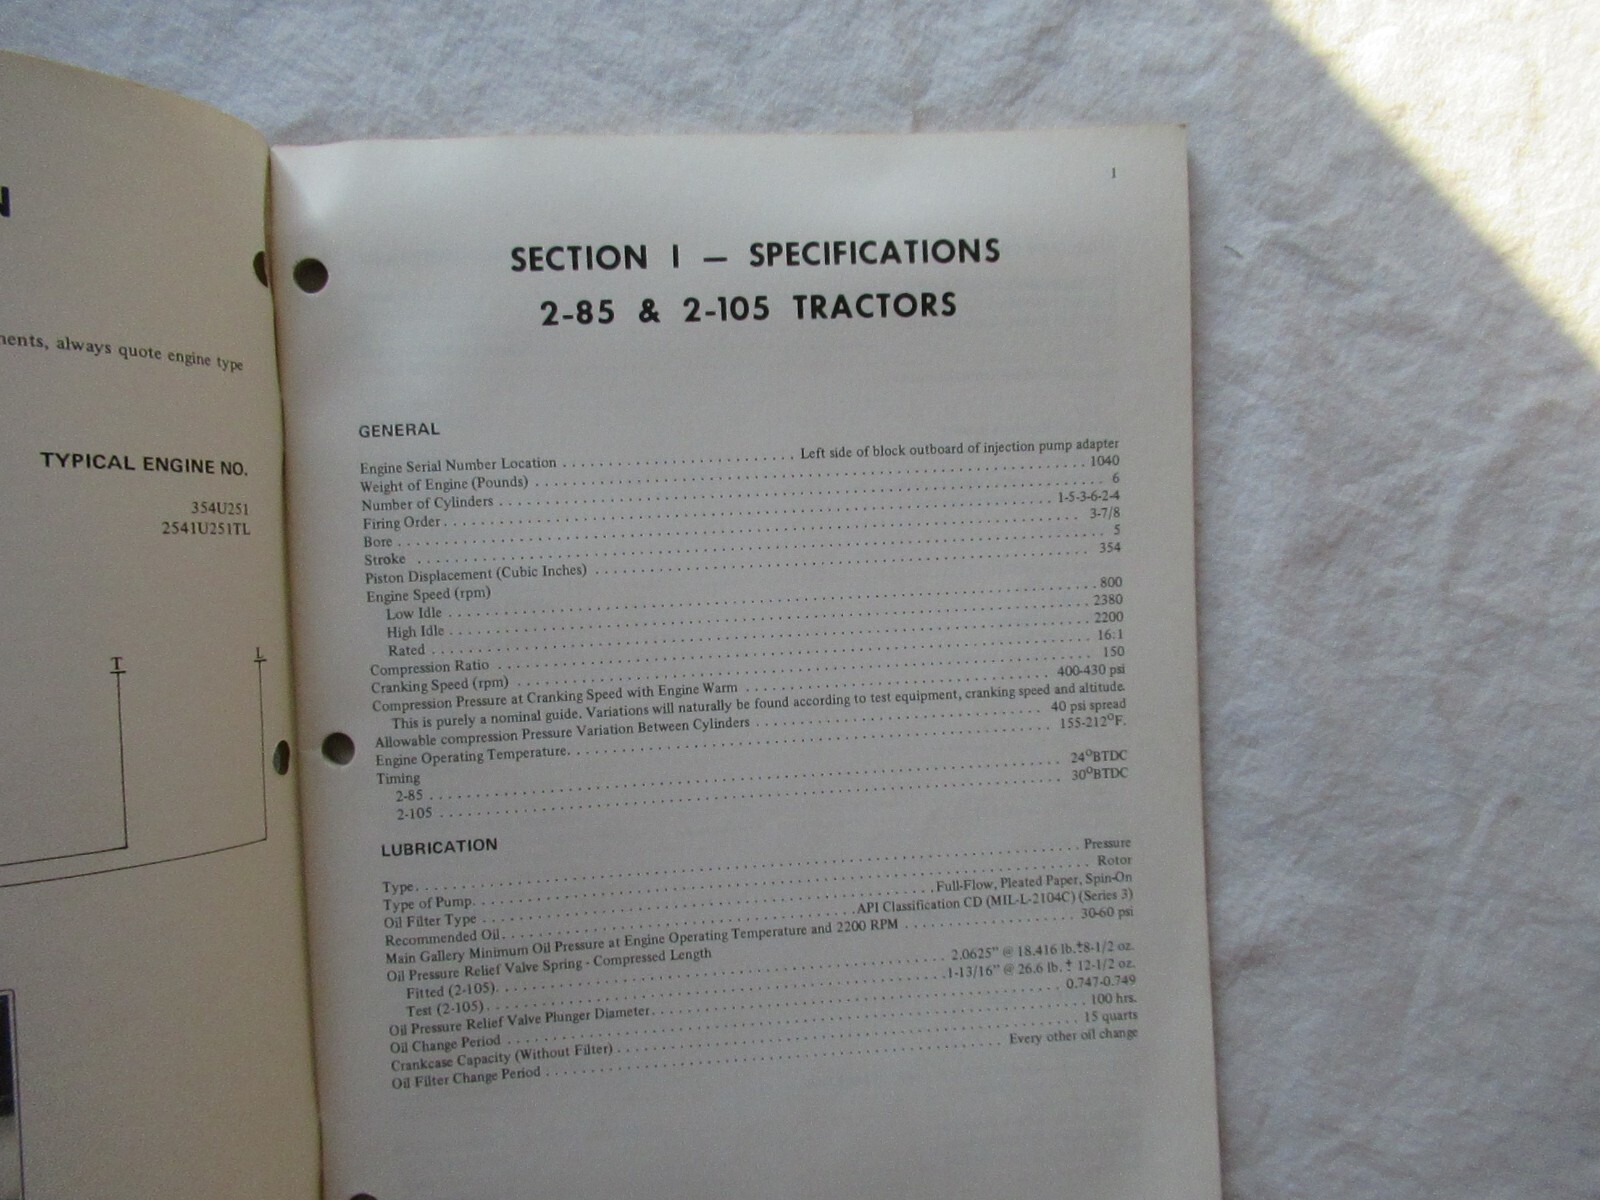 N
nents, always quote engine type
TYPICAL ENGINE NO.
354U251
2541U251TL
T
L
1
SECTION I — SPECIFICATIONS
2-85 & 2-105 TRACTORS
GENERAL
Engine Serial Number Location . . . . . . . . . . Left side of block outboard of injection pump adapter
Weight of Engine (Pounds) . . . . . . . . . . 1040
Number of Cylinders . . . . . . . . . . 6
Firing Order . . . . . . . . . . 1-5-3-6-2-4
Bore . . . . . . . . . . 3-7/8
Stroke . . . . . . . . . . 5
Piston Displacement (Cubic Inches) . . . . . . . . . . 354
Engine Speed (rpm)
Low Idle . . . . . . . . . . 800
High Idle . . . . . . . . . . 2380
Rated . . . . . . . . . . 2200
Compression Ratio . . . . . . . . . . 16:1
Cranking Speed (rpm) . . . . . . . . . . 150
Compression Pressure at Cranking Speed with Engine Warm . . . . . . . . . . 400-430 psi
This is purely a nominal guide. Variations will naturally be found according to test equipment, cranking speed and altitude.
Allowable compression Pressure Variation Between Cylinders . . . . . . . . . . 40 psi spread
Engine Operating Temperature. . . . . . . . . . 155-212°F.
Timing
2-85 . . . . . . . . . . 24°BTDC
2-105 . . . . . . . . . . 30°BTDC
LUBRICATION
Type. . . . . . . . . . Pressure
Type of Pump. . . . . . . . . . Rotor
Oil Filter Type . . . . . . . . . . Full-Flow, Pleated Paper, Spin-On
Recommended Oil. . . . . . . . . . API Classification CD (MIL-L-2104C) (Series 3)
Main Gallery Minimum Oil Pressure at Engine Operating Temperature and 2200 RPM . . . . . . . . . . 30-60 psi
Oil Pressure Relief Valve Spring - Compressed Length
Fitted (2-105). . . . . . . . . . 2.0625" @ 18.416 lb.±8-1/2 oz.
Test (2-105). . . . . . . . . . 1-13/16" @ 26.6 lb. ± 12-1/2 oz.
Oil Pressure Relief Valve Plunger Diameter. . . . . . . . . . 0.747-0.749
Oil Change Period . . . . . . . . . . 100 hrs.
Crankcase Capacity (Without Filter) . . . . . . . . . . 15 quarts
Oil Filter Change Period . . . . . . . . . . Every other oil change